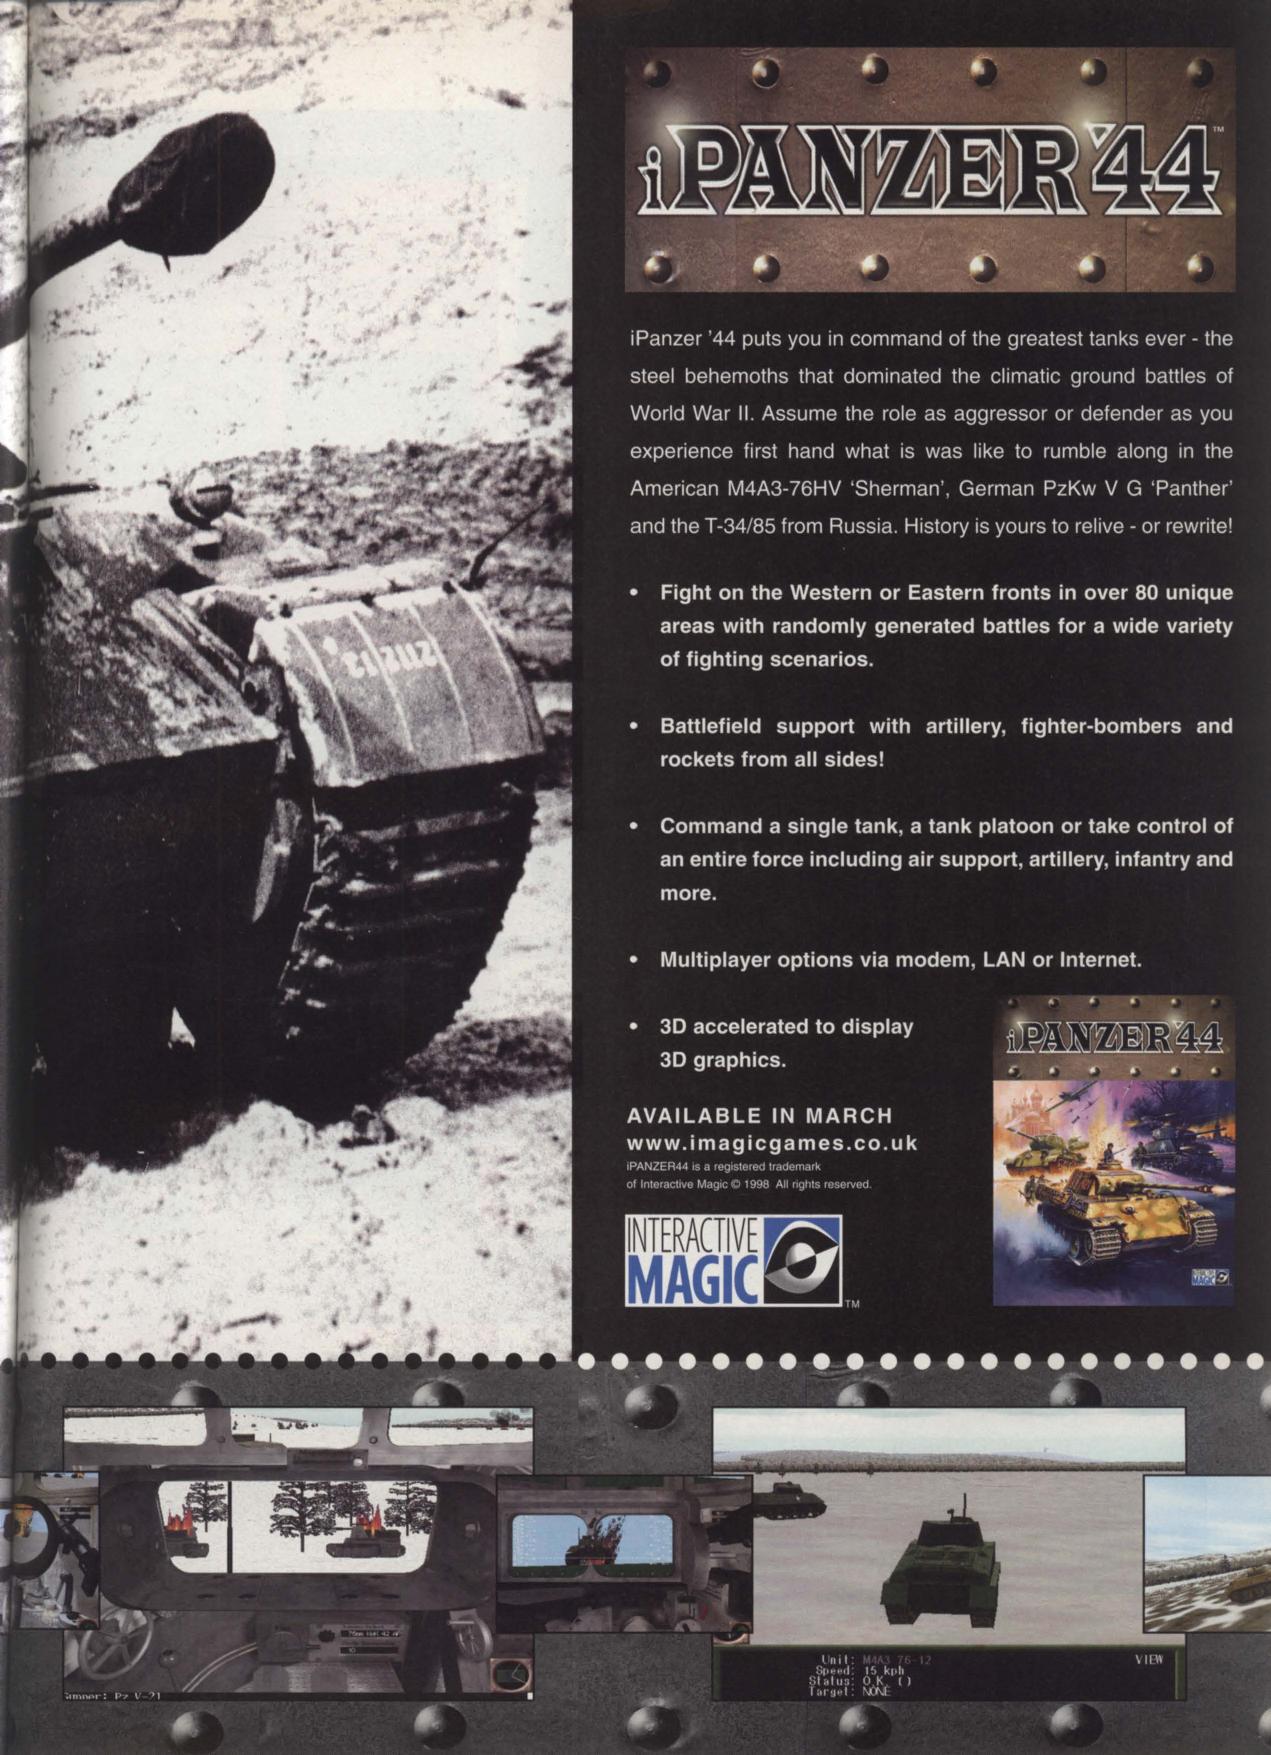 iPANZER'44™
iPanzer '44 puts you in command of the greatest tanks ever - the
steel behemoths that dominated the climatic ground battles of
World War II. Assume the role as aggressor or defender as you
experience first hand what is was like to rumble along in the
American M4A3-76HV 'Sherman', German PzKw V G 'Panther'
and the T-34/85 from Russia. History is yours to relive - or rewrite!
• Fight on the Western or Eastern fronts in over 80 unique
areas with randomly generated battles for a wide variety
of fighting scenarios.
• Battlefield support with artillery, fighter-bombers and
rockets from all sides!
• Command a single tank, a tank platoon or take control of
an entire force including air support, artillery, infantry and
more.
• Multiplayer options via modem, LAN or Internet.
• 3D accelerated to display
3D graphics.
AVAILABLE IN MARCH
www.imagicgames.co.uk
iPANZER44 is a registered trademark
of Interactive Magic © 1998 All rights reserved.
INTERACTIVE
MAGIC
TM
iPANZER'44
MAGIC
Pz V-21
Unit: M4A3 76-12
Speed: 15 kph
Status: O.K. ()
Target: NONE
VIEW